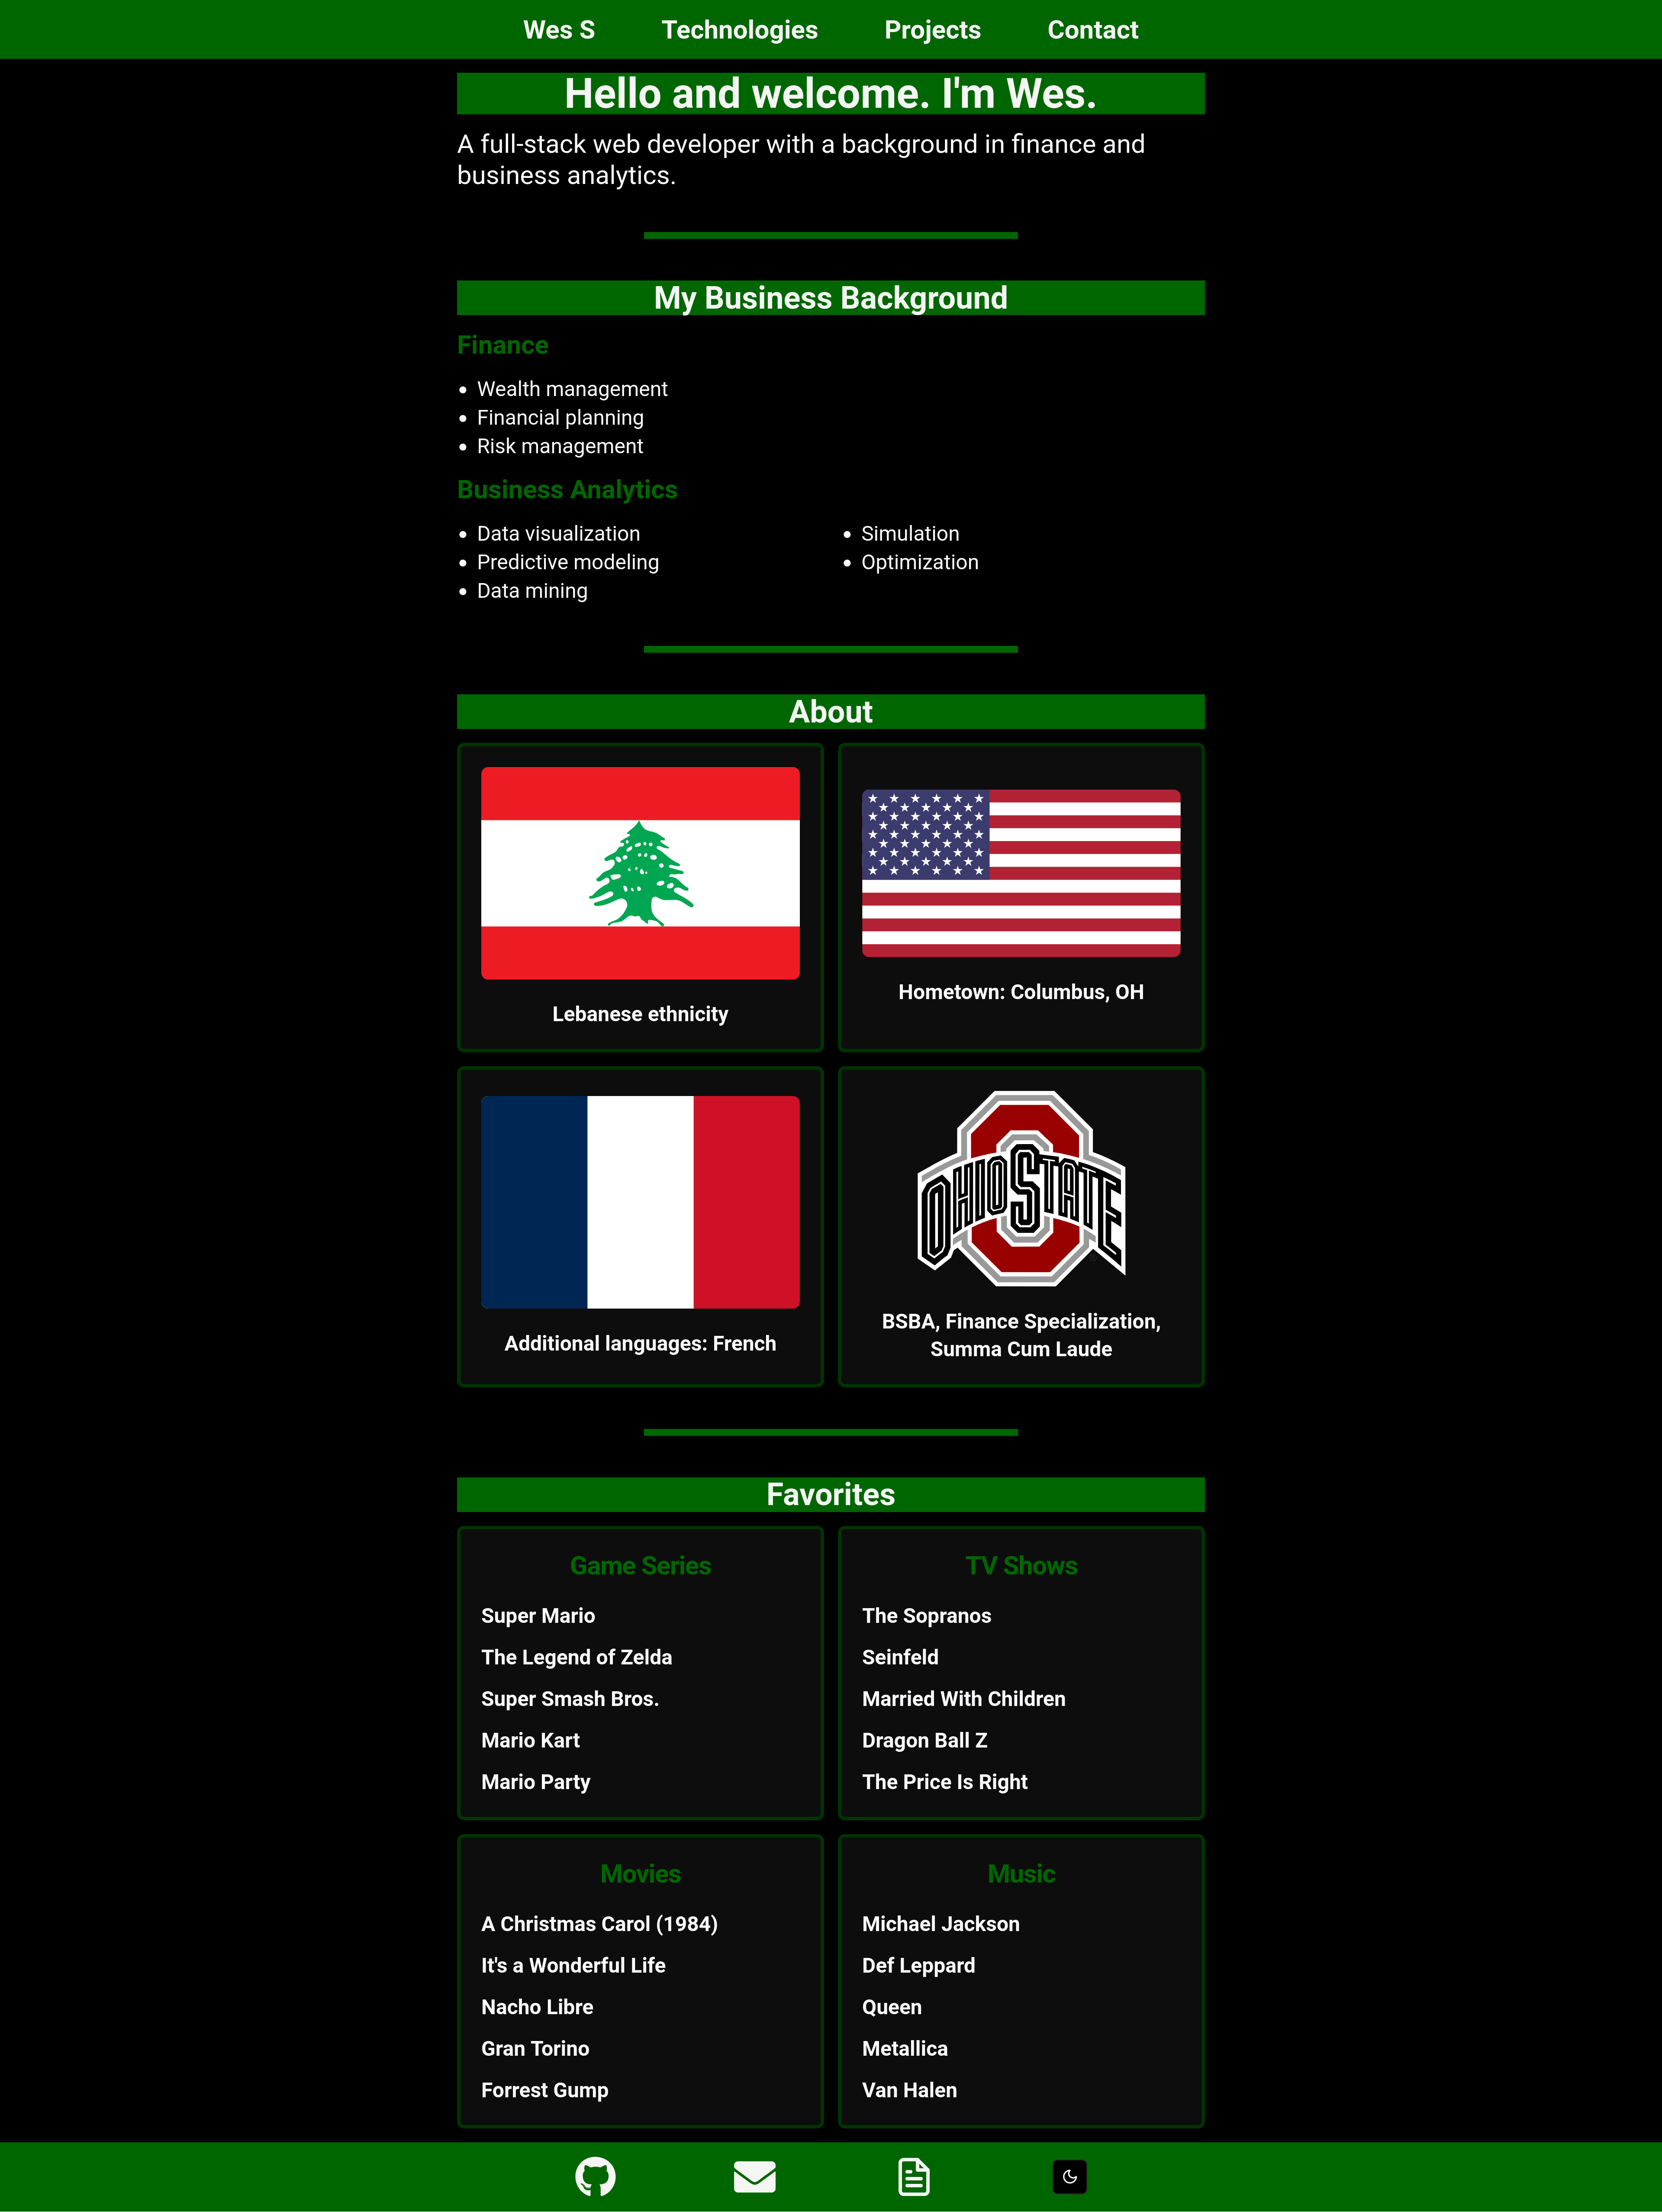 Wes S
Technologies
Projects
Contact
Hello and welcome. I'm Wes.
A full-stack web developer with a background in finance and
business analytics.
My Business Background
Finance
• Wealth management
• Financial planning
• Risk management
Business Analytics
• Data visualization
• Predictive modeling
• Data mining
• Simulation
• Optimization
About
Lebanese ethnicity
Hometown: Columbus, OH
Additional languages: French
OHIO STATE
BSBA, Finance Specialization,
Summa Cum Laude
Favorites
Game Series
Super Mario
The Legend of Zelda
Super Smash Bros.
Mario Kart
Mario Party
TV Shows
The Sopranos
Seinfeld
Married With Children
Dragon Ball Z
The Price Is Right
Movies
A Christmas Carol (1984)
It's a Wonderful Life
Nacho Libre
Gran Torino
Forrest Gump
Music
Michael Jackson
Def Leppard
Queen
Metallica
Van Halen